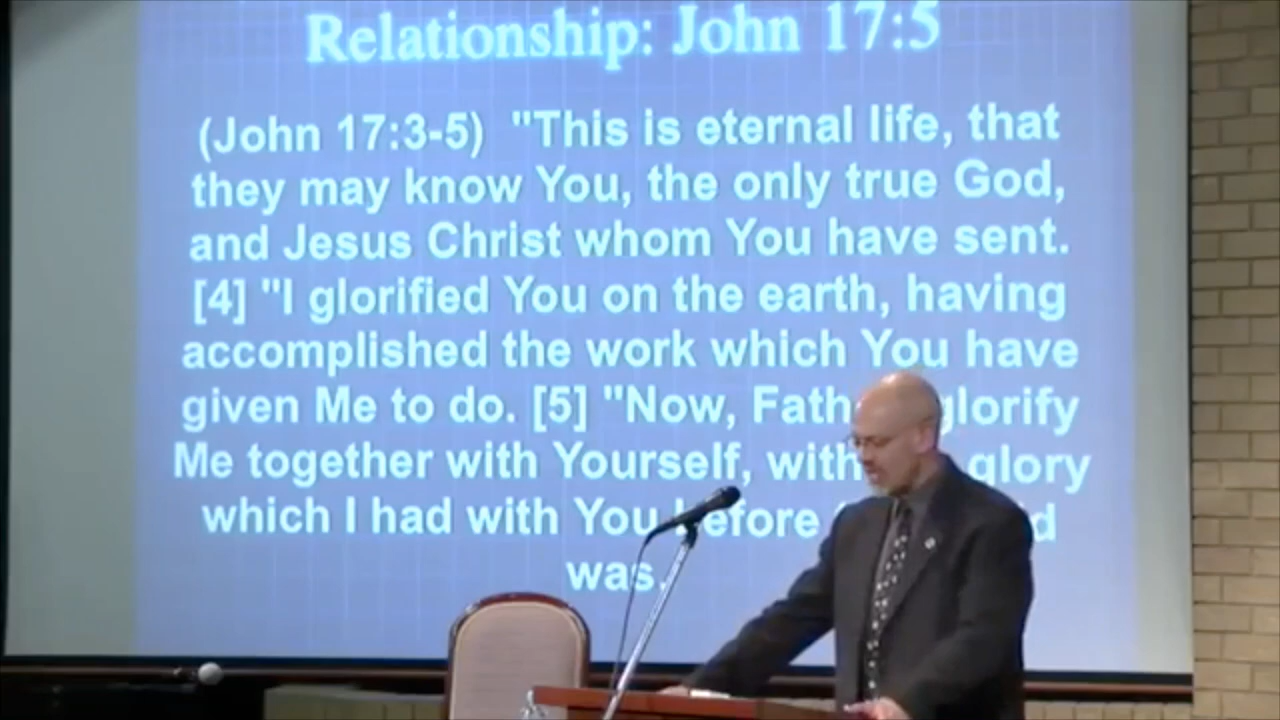 Relationship: John 17:5
(John 17:3-5) "This is eternal life, that
they may know You, the only true God,
and Jesus Christ whom You have sent.
[4] "I glorified You on the earth, having
accomplished the work which You have
given Me to do. [5] "Now, glorify
Me together with Yourself, glory
which I had with You before
was.